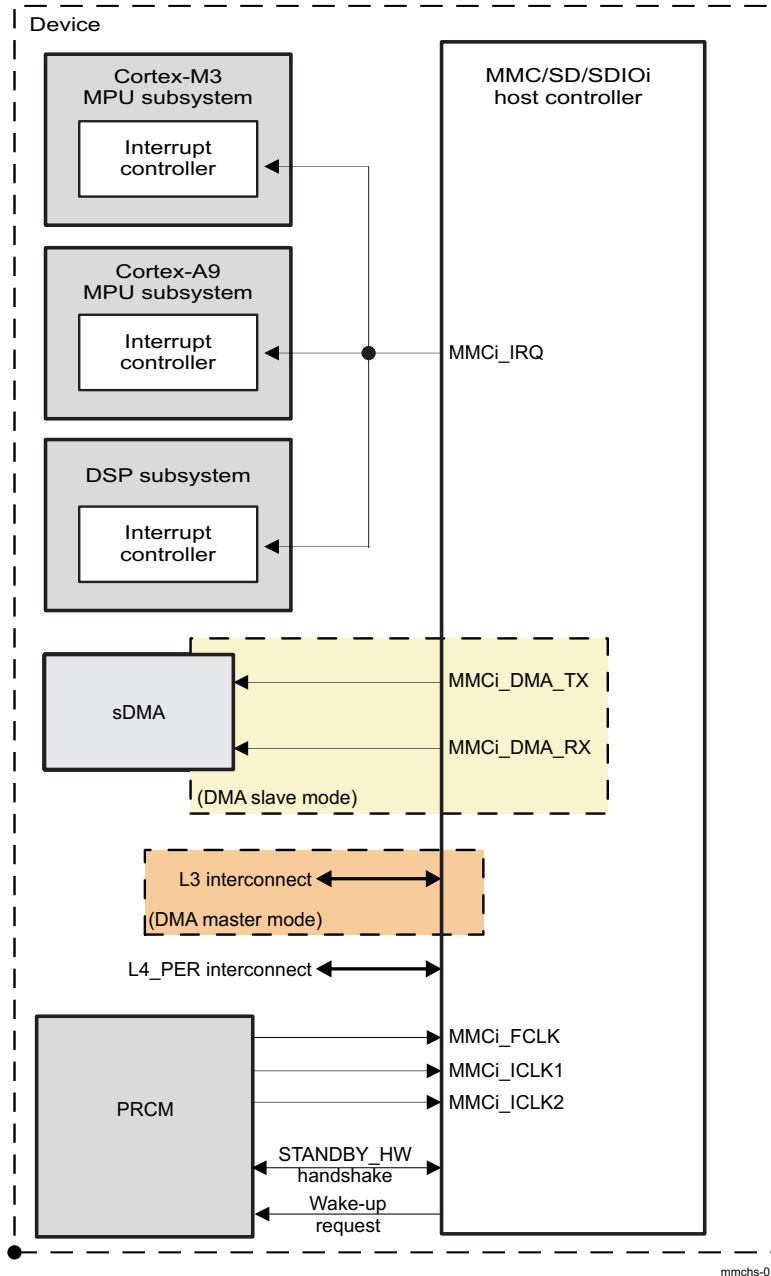 Device
Cortex-M3
MPU subsystem
Interrupt
controller
MMC/SD/SDIOi
host controller
Cortex-A9
MPU subsystem
Interrupt
controller
MMCi_IRQ
DSP subsystem
Interrupt
controller
sDMA
MMCi_DMA_TX
MMCi_DMA_RX
(DMA slave mode)
L3 interconnect
(DMA master mode)
L4_PER interconnect
PRCM
MMCi_FCLK
MMCi_ICLK1
MMCi_ICLK2
STANDBY_HW
handshake
Wake-up
request
mmchs-0